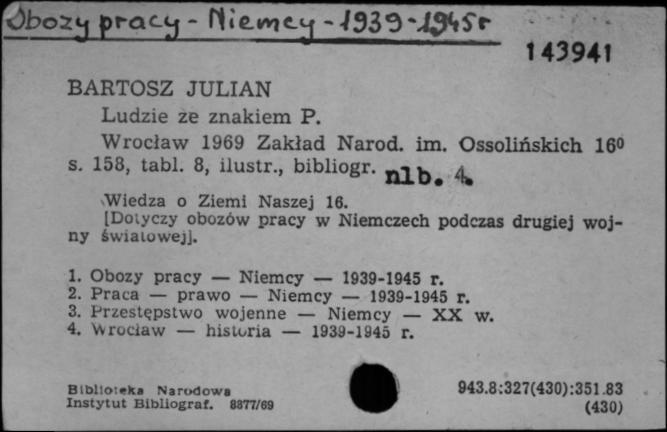 Obozy pracy - Niemcy - 1939-1945 r
143941
BARTOSZ JULIAN
Ludzie ze znakiem P.
Wrocław 1969 Zakład Narod. im. Ossolińskich 16⁰
s. 158, tabl. 8, ilustr., bibliogr. nlb. 4.
Wiedza o Ziemi Naszej 16.
[Dotyczy obozów pracy w Niemczech podczas drugiej woj-
ny światowej].
1. Obozy pracy — Niemcy — 1939-1945 r.
2. Praca — prawo — Niemcy — 1939-1945 r.
3. Przestępstwo wojenne — Niemcy — XX w.
4. Wrocław — historia — 1939-1945 r.
Biblioteka Narodowa
Instytut Bibliograf. 8377/69
943.8:327(430):351.83
(430)